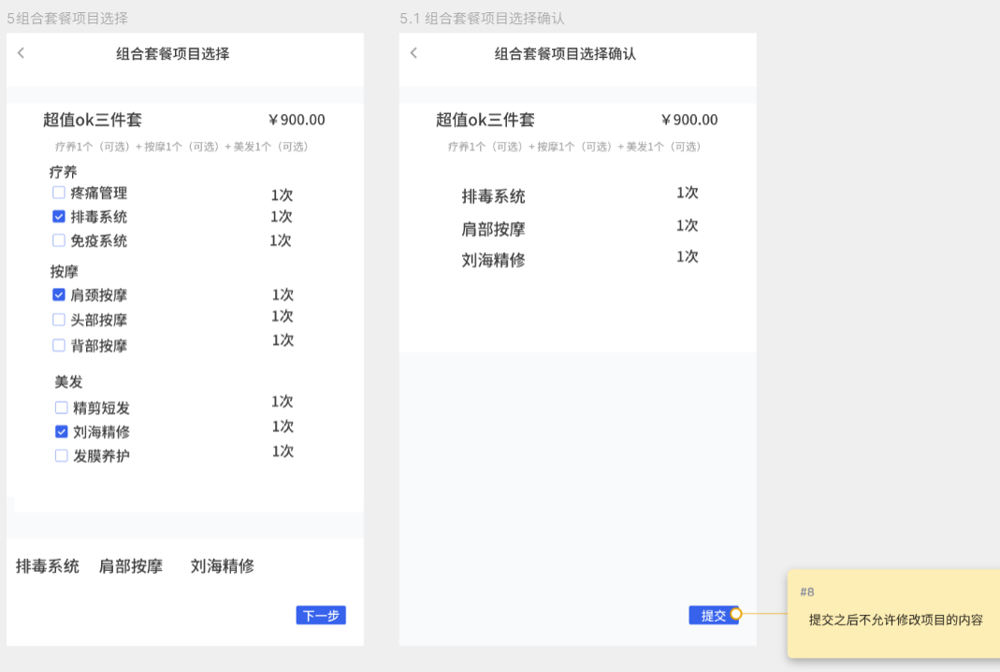 5组合套餐项目选择
组合套餐项目选择
超值ok三件套 ￥900.00
疗养1个（可选）+ 按摩1个（可选）+ 美发1个（可选）
疗养
疼痛管理 1次
排毒系统 1次
免疫系统 1次
按摩
肩颈按摩 1次
头部按摩 1次
背部按摩 1次
美发
精剪短发 1次
刘海精修 1次
发膜养护 1次
排毒系统 肩部按摩 刘海精修
下一步
5.1 组合套餐项目选择确认
组合套餐项目选择确认
超值ok三件套 ￥900.00
疗养1个（可选）+ 按摩1个（可选）+ 美发1个（可选）
排毒系统 1次
肩部按摩 1次
刘海精修 1次
提交
#8
提交之后不允许修改项目的内容